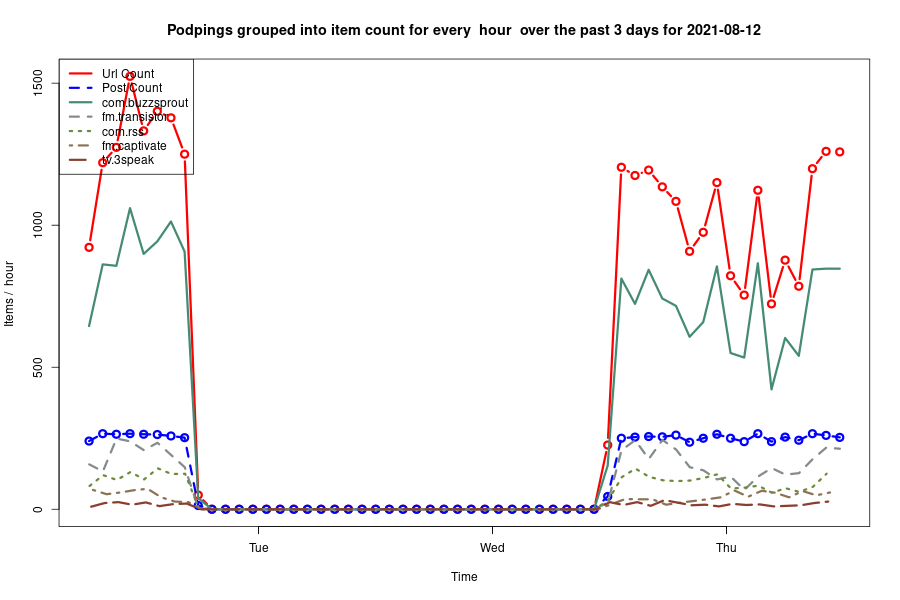 Podpings grouped into item count for every  hour  over the past 3 days for 2021-08-12
Items /  hour
1500
1000
500
0
Url Count
Post Count
com.buzzsprout
fm.transistor
com.rss
fm.captivate
tv.3speak
Tue
Wed
Thu
Time